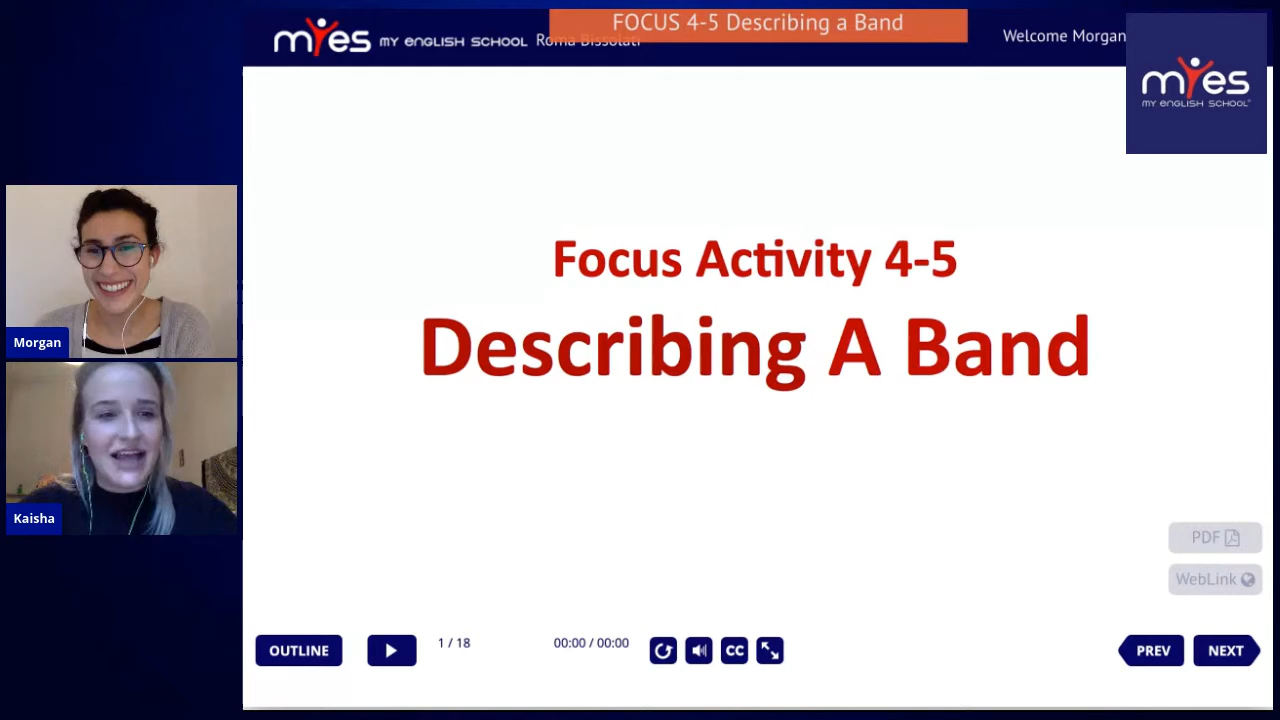 FOCUS 4-5 Describing a Band
myes MY ENGLISH SCHOOL Roma Bissolati
Welcome Morgan
myes
MY ENGLISH SCHOOL
Focus Activity 4-5
Describing A Band
Morgan
Kaisha
PDF
WebLink
OUTLINE
1 / 18
00:00 / 00:00
CC
PREV
NEXT